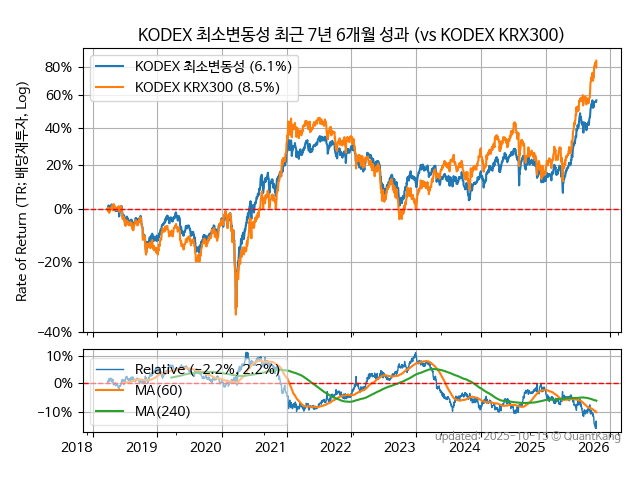 KODEX 최소변동성 최근 7년 6개월 성과 (vs KODEX KRX300)
Rate of Return (TR: 배당재투자, Log)
80%
60%
40%
20%
0%
−20%
−40%
KODEX 최소변동성 (6.1%)
KODEX KRX300 (8.5%)
10%
0%
−10%
Relative (−2.2%, 2.2%)
MA(60)
MA(240)
updated: 2025-10-15 © QuantKang
2018 2019 2020 2021 2022 2023 2024 2025 2026